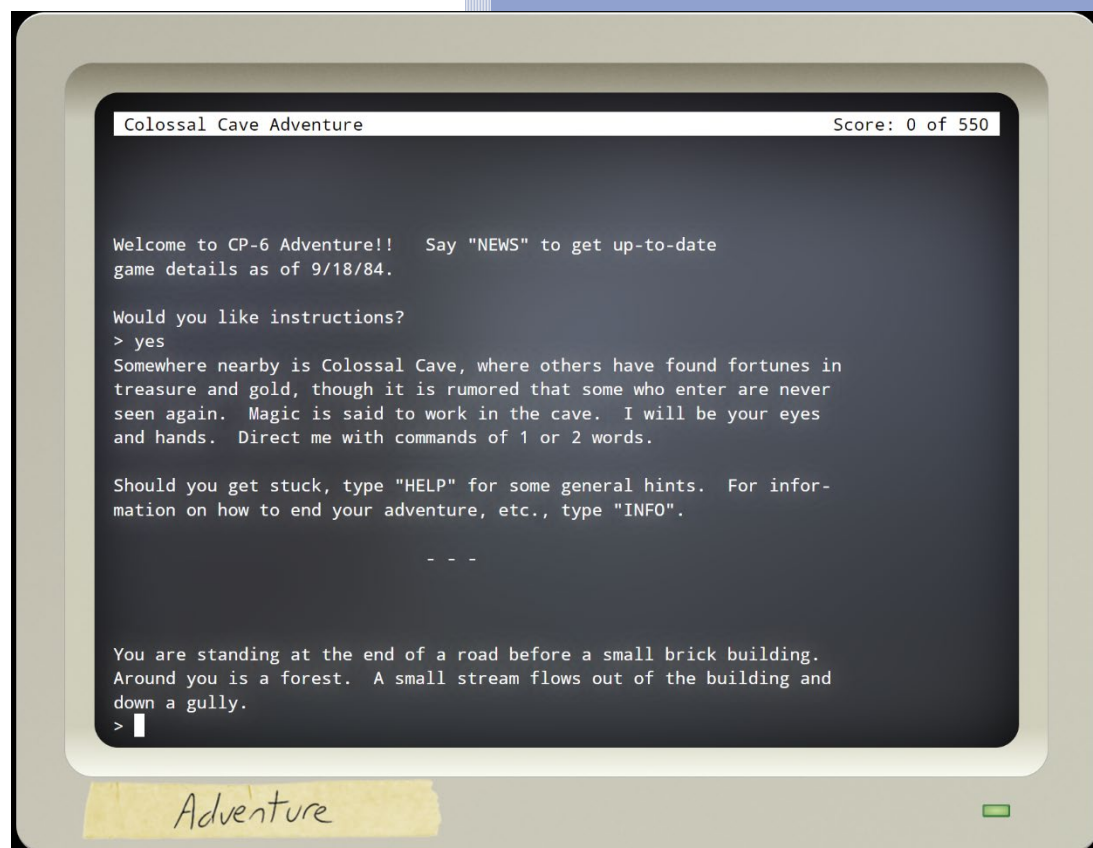 Colossal Cave Adventure Score: 0 of 550
Welcome to CP-6 Adventure!! Say "NEWS" to get up-to-date
game details as of 9/18/84.
Would you like instructions?
> yes
Somewhere nearby is Colossal Cave, where others have found fortunes in
treasure and gold, though it is rumored that some who enter are never
seen again. Magic is said to work in the cave. I will be your eyes
and hands. Direct me with commands of 1 or 2 words.
Should you get stuck, type "HELP" for some general hints. For infor-
mation on how to end your adventure, etc., type "INFO".
- - -
You are standing at the end of a road before a small brick building.
Around you is a forest. A small stream flows out of the building and
down a gully.
>
Adventure